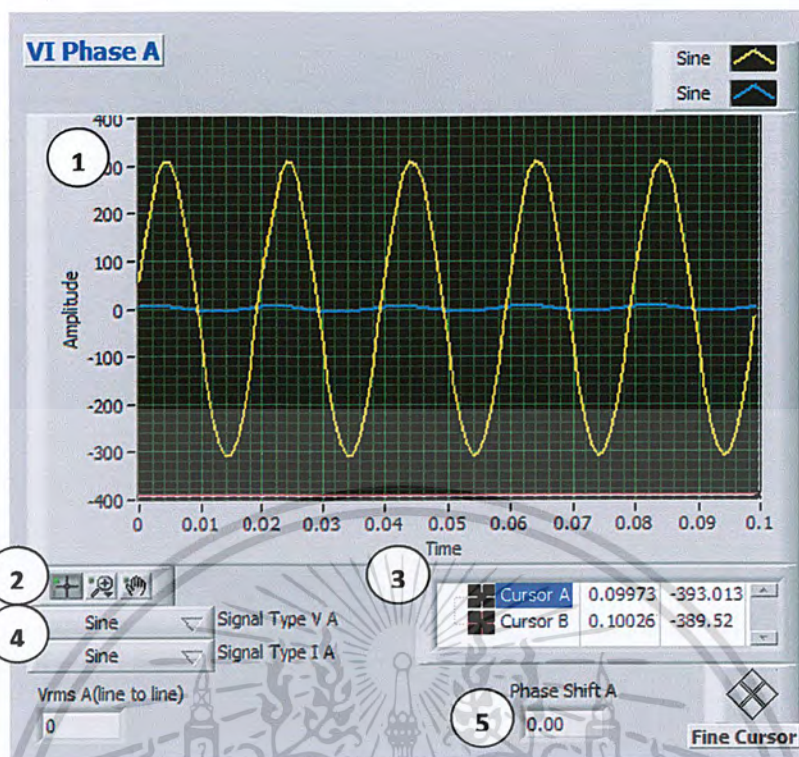 VI Phase A
Sine
Sine
400
1
00
200
100
0
-100
-200
-300
-400
Amplitude
0 0.01 0.02 0.03 0.04 0.05 0.06 0.07 0.08 0.09 0.1
Time
2
3
Cursor A 0.09973 -393.013
Cursor B 0.10026 -389.52
4
Sine Signal Type V A
Sine Signal Type I A
Vrms A(line to line)
0
Phase Shift A
5
0.00
Fine Cursor